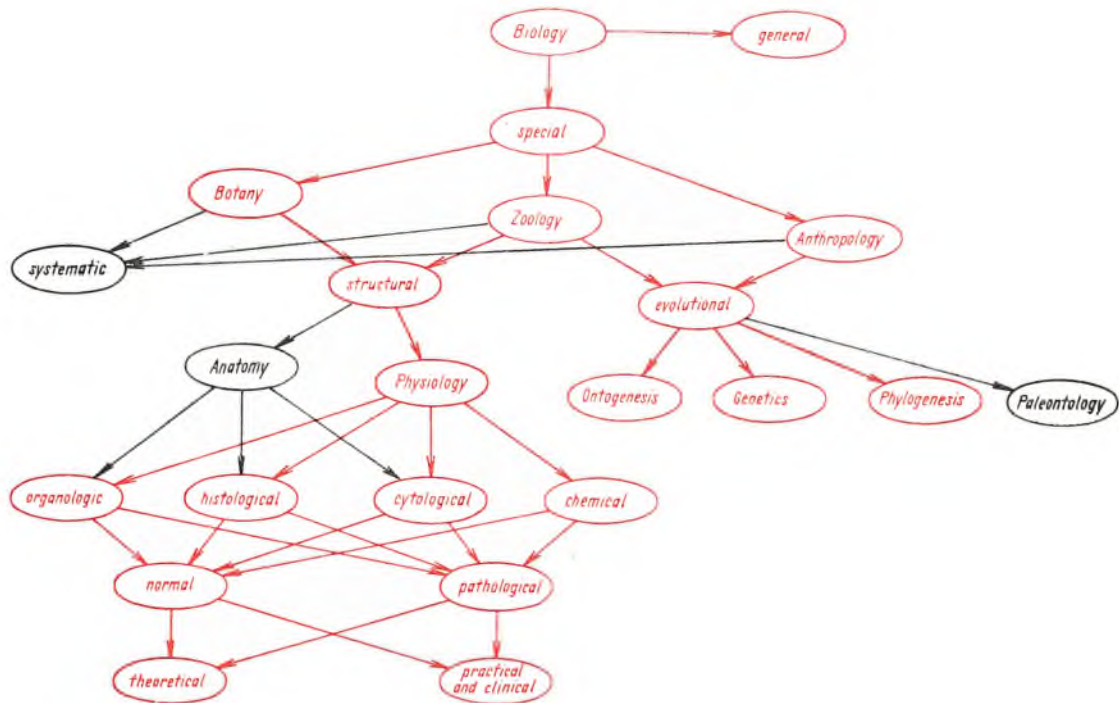 Biology
general
special
Botany
Zoology
Anthropology
systematic
structural
evolutional
Anatomy
Physiology
Ontogenesis
Genetics
Phylogenesis
Paleontology
organologic
histological
cytological
chemical
normal
pathological
theoretical
practical
and clinical